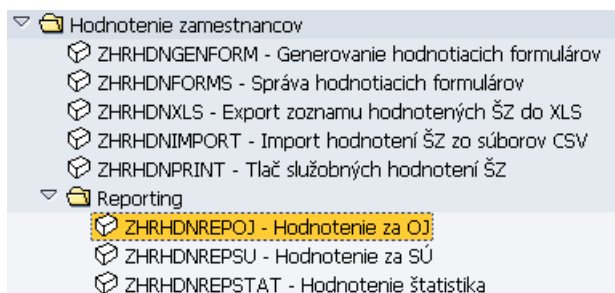 Hodnotenie zamestnancov
ZHRHDNGENFORM - Generovanie hodnotiacich formulárov
ZHRHDNFORMS - Správa hodnotiacich formulárov
ZHRHDNXLS - Export zoznamu hodnotených ŠZ do XLS
ZHRHDNIMPORT - Import hodnotení ŠZ zo súborov CSV
ZHRHDNPRINT - Tlač služobných hodnotení ŠZ
Reporting
ZHRHDNREPOJ - Hodnotenie za OJ
ZHRHDNREPSU - Hodnotenie za SÚ
ZHRHDNREPSTAT - Hodnotenie štatistika